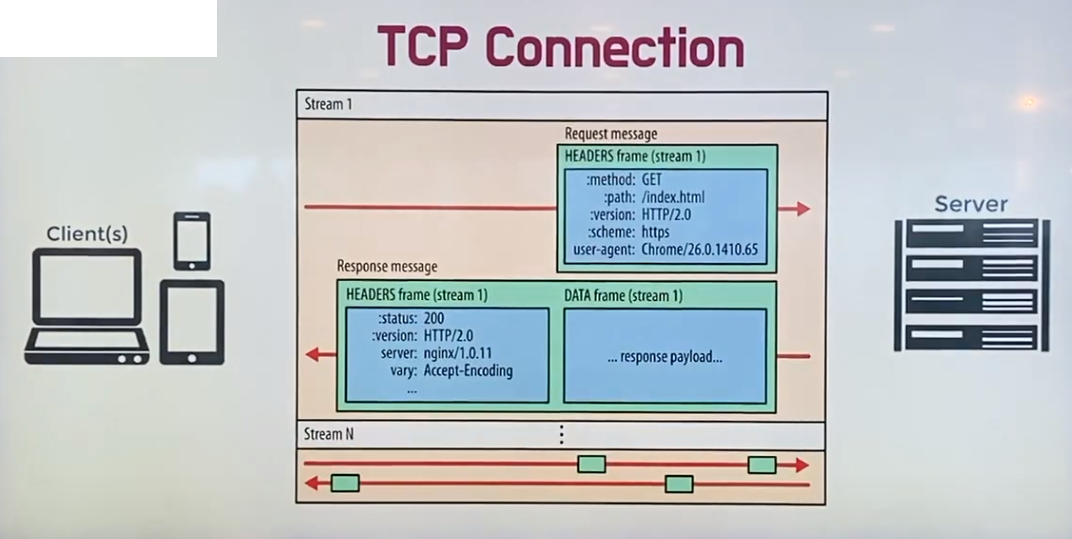 TCP Connection
Stream 1
Request message
HEADERS frame (stream 1)
:method: GET
:path: /index.html
:version: HTTP/2.0
:scheme: https
user-agent: Chrome/26.0.1410.65
Client(s)
Server
Response message
HEADERS frame (stream 1)
:status: 200
:version: HTTP/2.0
server: nginx/1.0.11
vary: Accept-Encoding
...
DATA frame (stream 1)
... response payload...
Stream N